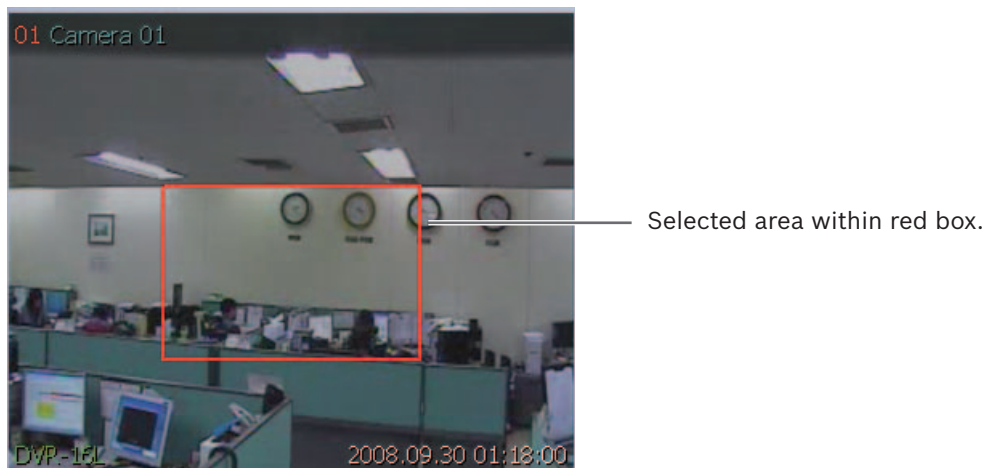 01 Camera 01
Selected area within red box.
DVR-16L 2008.09.30 01:18:00